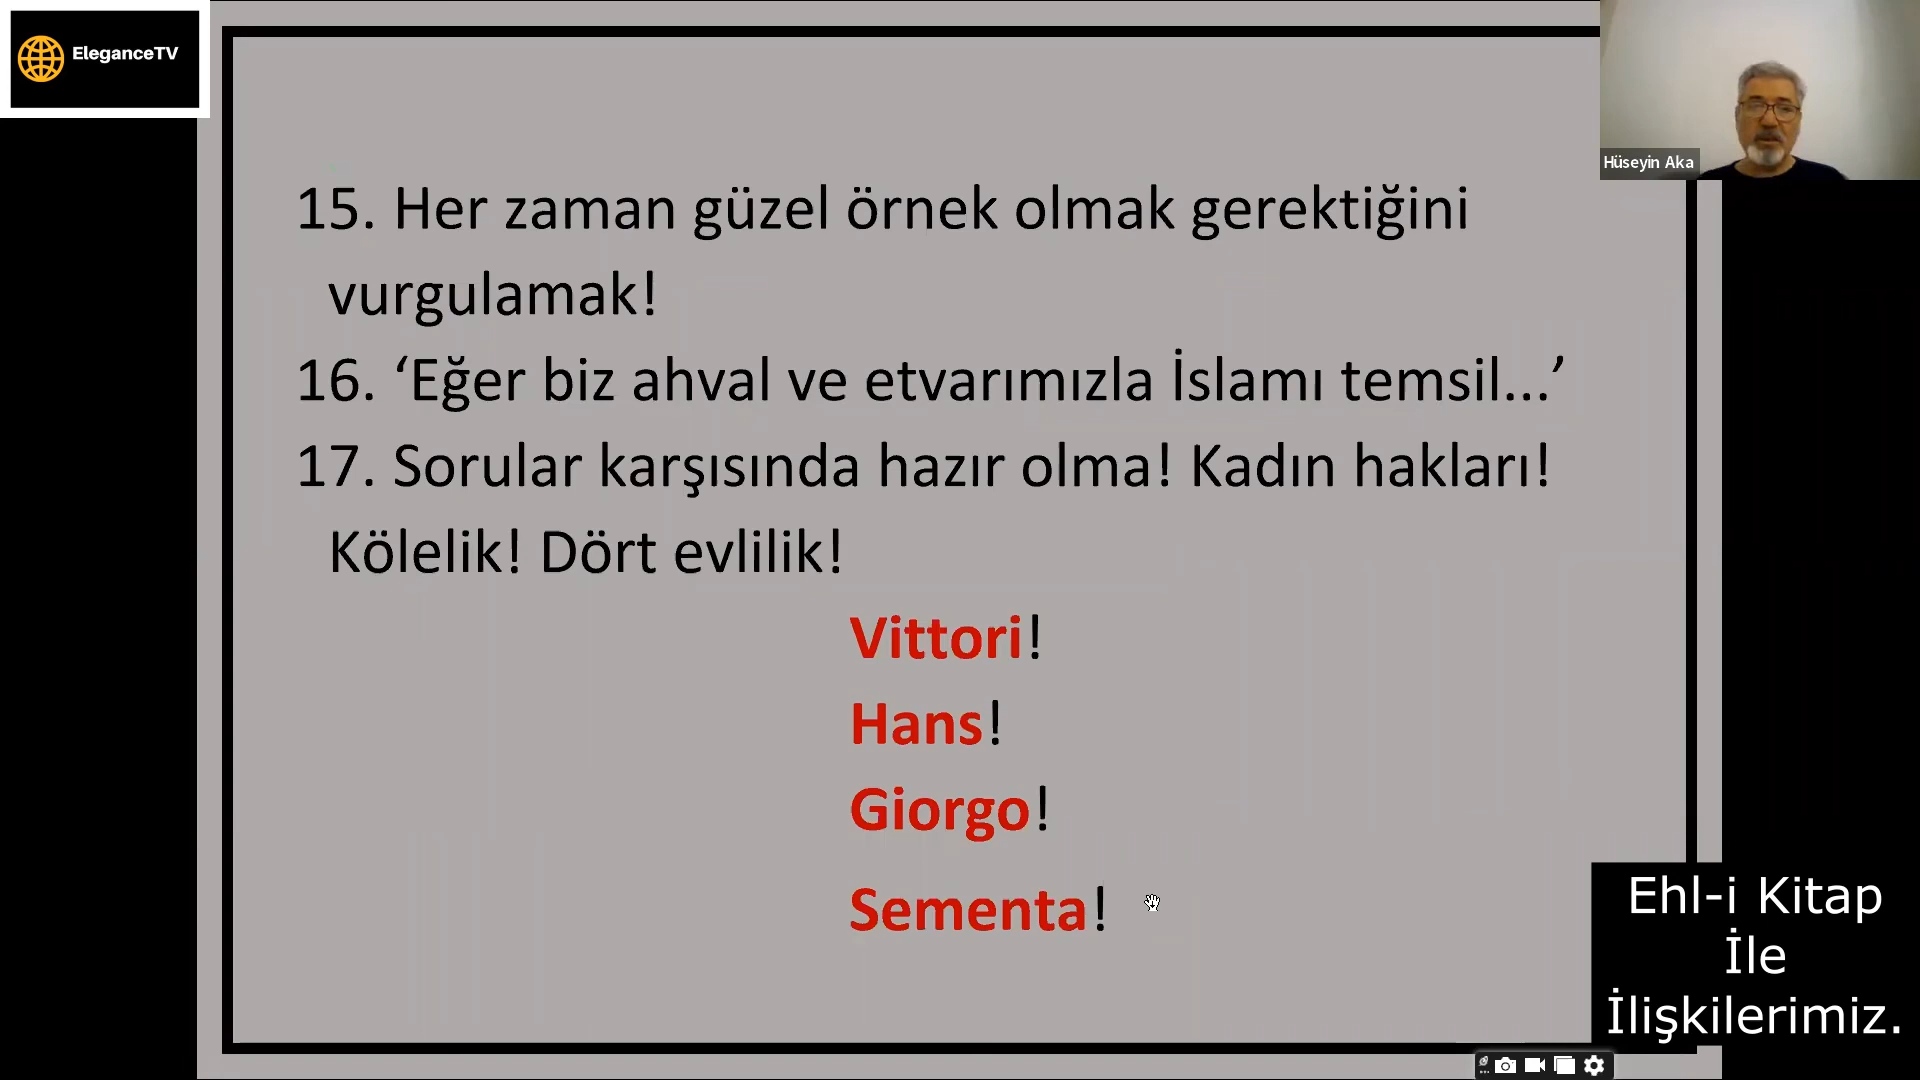 EleganceTV
Hüseyin Aka
15. Her zaman güzel örnek olmak gerektiğini
vurgulamak!
16. ‘Eğer biz ahval ve etvarımızla İslamı temsil...’
17. Sorular karşısında hazır olma! Kadın hakları!
Kölelik! Dört evlilik!
Vittori!
Hans!
Giorgo!
Sementa!
Ehl-i Kitap
İle
İlişkilerimiz.